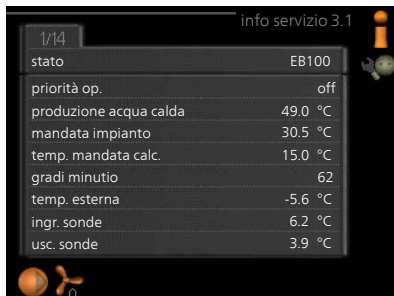 info servizio 3.1
1/14
stato EB100
priorità op. off
produzione acqua calda 49.0 °C
mandata impianto 30.5 °C
temp. mandata calc. 15.0 °C
gradi minutio 62
temp. esterna -5.6 °C
ingr. sonde 6.2 °C
usc. sonde 3.9 °C
0